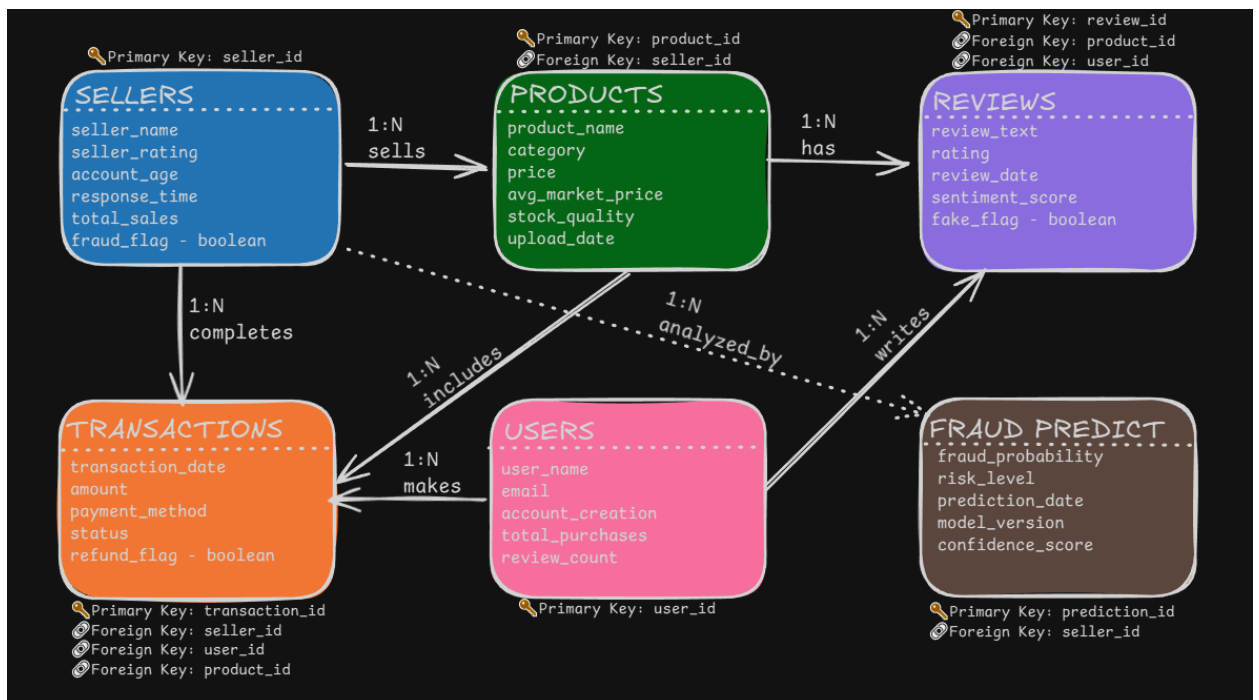 Primary Key: seller_id
SELLERS
seller_name
seller_rating
account_age
response_time
total_sales
fraud_flag - boolean
1:N
sells
Primary Key: product_id
Foreign Key: seller_id
PRODUCTS
product_name
category
price
avg_market_price
stock_quality
upload_date
1:N
has
Primary Key: review_id
Foreign Key: product_id
Foreign Key: user_id
REVIEWS
review_text
rating
review_date
sentiment_score
fake_flag - boolean
1:N
completes
1:N
includes
1:N
analyzed_by
1:N
writes
TRANSACTIONS
transaction_date
amount
payment_method
status
refund_flag - boolean
Primary Key: transaction_id
Foreign Key: seller_id
Foreign Key: user_id
Foreign Key: product_id
1:N
makes
USERS
user_name
email
account_creation
total_purchases
review_count
Primary Key: user_id
FRAUD PREDICT
fraud_probability
risk_level
prediction_date
model_version
confidence_score
Primary Key: prediction_id
Foreign Key: seller_id